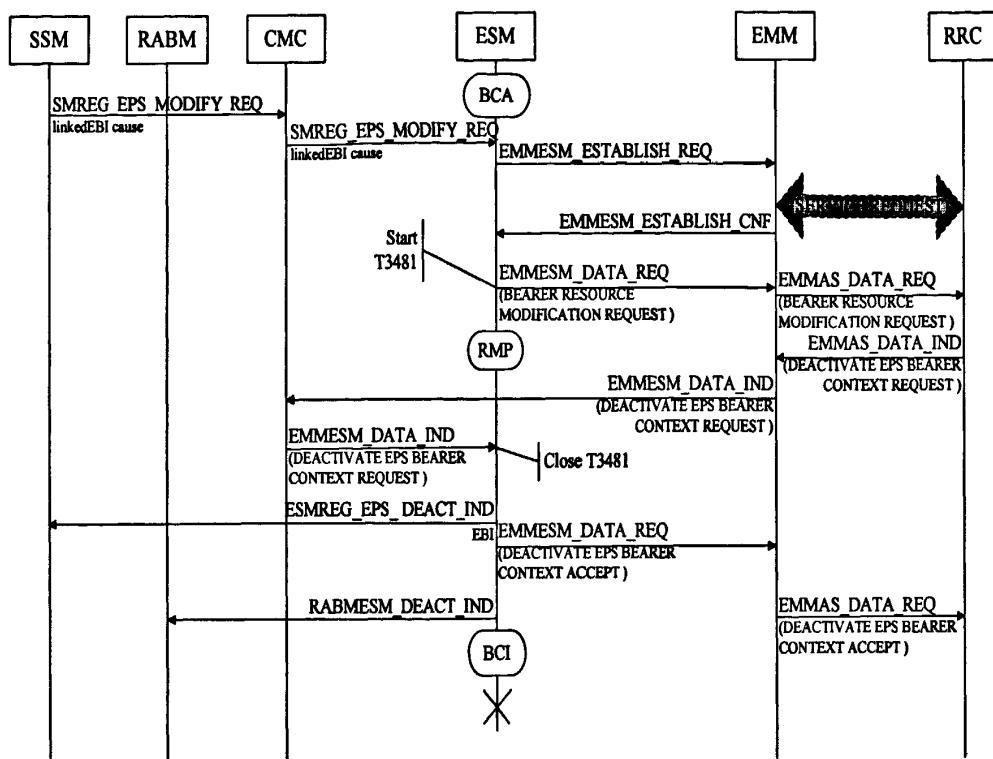 SSM
RABM
CMC
ESM
EMM
RRC
BCA
SMREG_EPS_MODIFY_REQ
linkedEBI cause
SMREG_EPS_MODIFY_REQ
linkedEBI cause
EMMESM_ESTABLISH_REQ
SERVICE REQUEST
EMMESM_ESTABLISH_CNF
Start
T3481
EMMESM_DATA_REQ
(BEARER RESOURCE
MODIFICATION REQUEST )
EMMAS_DATA_REQ
(BEARER RESOURCE
MODIFICATION REQUEST )
RMP
EMMAS_DATA_IND
(DEACTIVATE EPS BEARER
CONTEXT REQUEST )
EMMESM_DATA_IND
(DEACTIVATE EPS BEARER
CONTEXT REQUEST )
EMMESM_DATA_IND
(DEACTIVATE EPS BEARER
CONTEXT REQUEST )
Close T3481
ESMREG_EPS_DEACT_IND
EBI
EMMESM_DATA_REQ
(DEACTIVATE EPS BEARER
CONTEXT ACCEPT )
RABMESM_DEACT_IND
EMMAS_DATA_REQ
(DEACTIVATE EPS BEARER
CONTEXT ACCEPT )
BCI